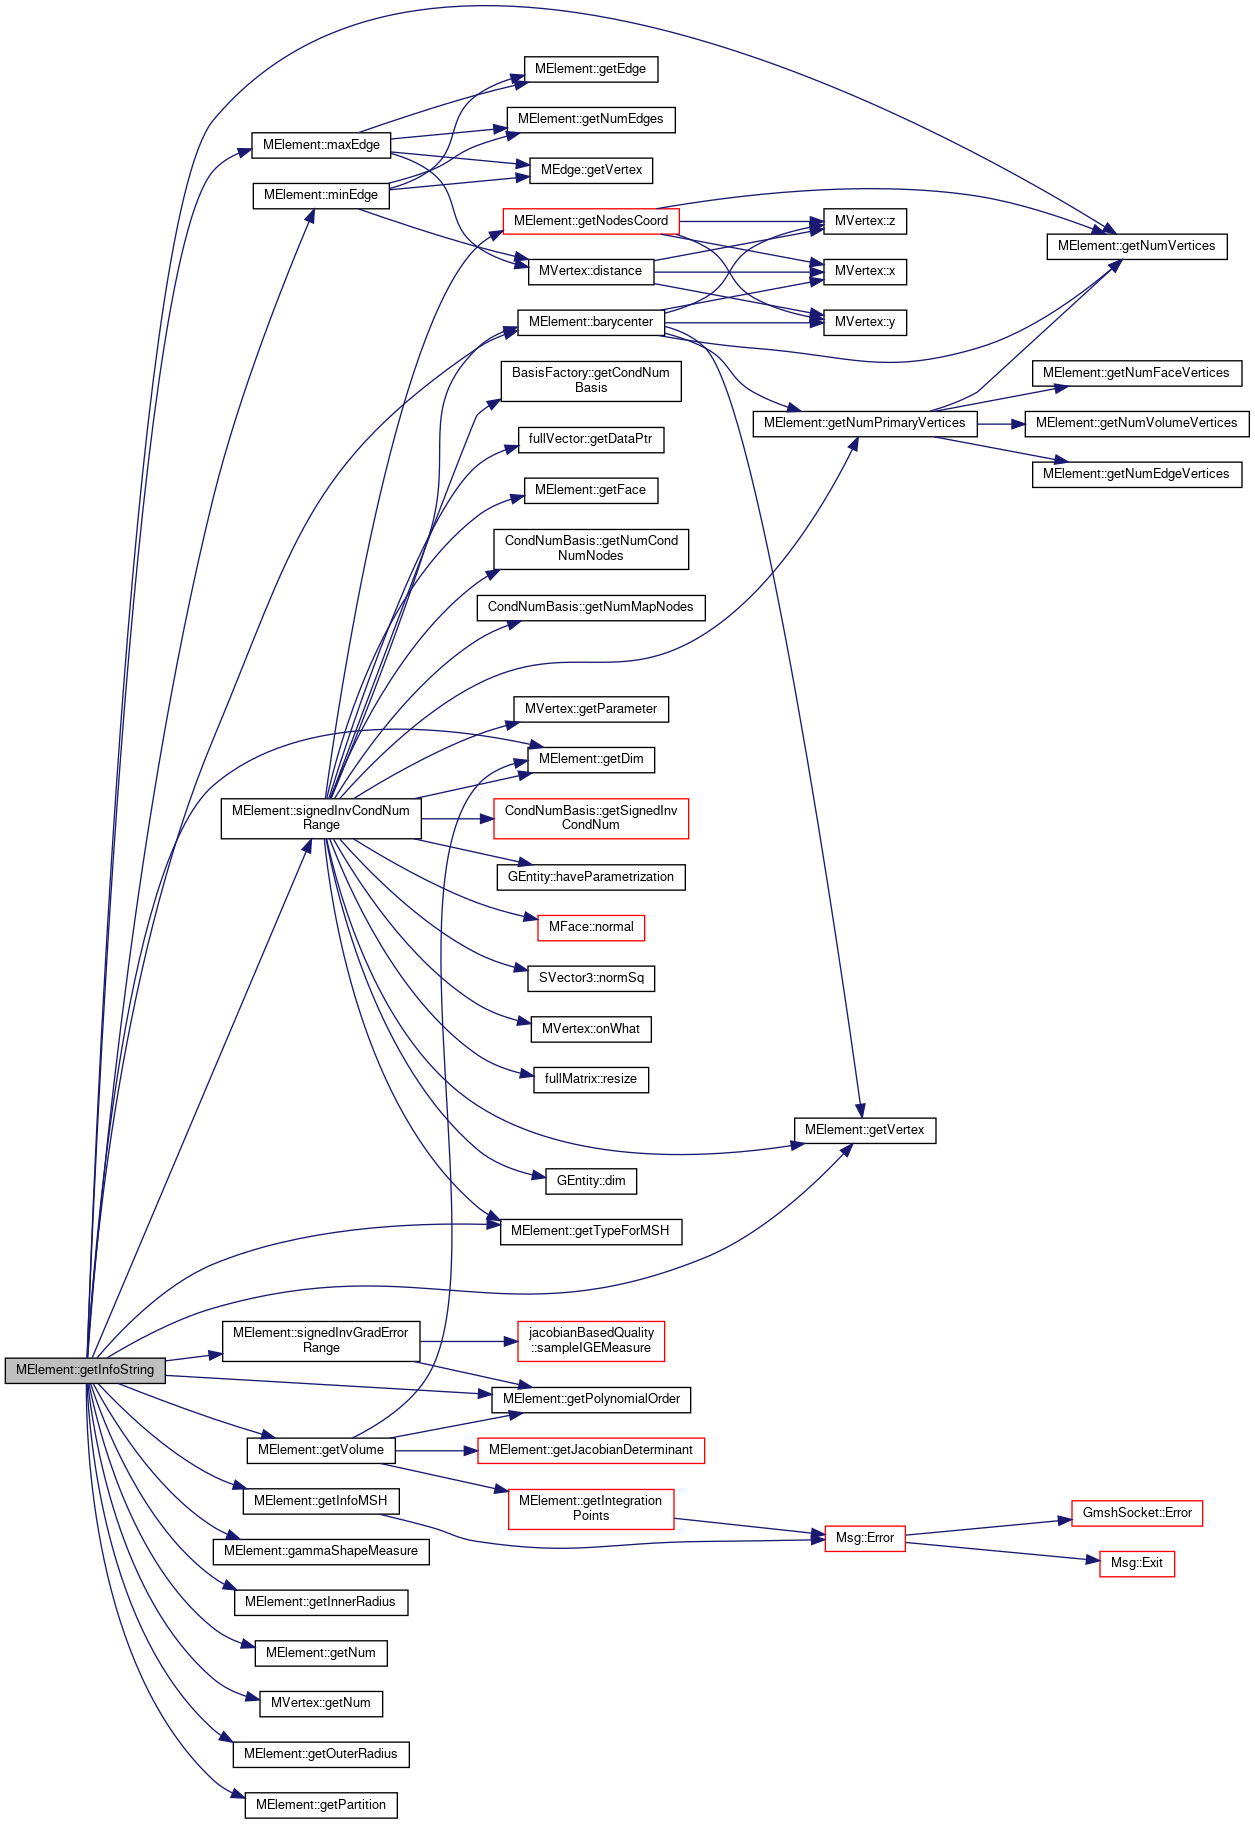 MElement::getEdge
MElement::getNumEdges
MElement::maxEdge
MEdge::getVertex
MElement::minEdge
MElement::getNodesCoord
MVertex::z
MElement::getNumVertices
MVertex::distance
MVertex::x
MElement::barycenter
MVertex::y
BasisFactory::getCondNum
Basis
MElement::getNumFaceVertices
MElement::getNumPrimaryVertices
MElement::getNumVolumeVertices
fullVector::getDataPtr
MElement::getNumEdgeVertices
MElement::getFace
CondNumBasis::getNumCond
NumNodes
CondNumBasis::getNumMapNodes
MVertex::getParameter
MElement::getDim
MElement::signedInvCondNum
Range
CondNumBasis::getSignedInv
CondNum
GEntity::haveParametrization
MFace::normal
SVector3::normSq
MVertex::onWhat
fullMatrix::resize
MElement::getVertex
GEntity::dim
MElement::getTypeForMSH
MElement::signedInvGradError
Range
jacobianBasedQuality
::sampleIGEMeasure
MElement::getInfoString
MElement::getPolynomialOrder
MElement::getVolume
MElement::getJacobianDeterminant
MElement::getInfoMSH
MElement::getIntegration
Points
GmshSocket::Error
Msg::Error
MElement::gammaShapeMeasure
Msg::Exit
MElement::getInnerRadius
MElement::getNum
MVertex::getNum
MElement::getOuterRadius
MElement::getPartition